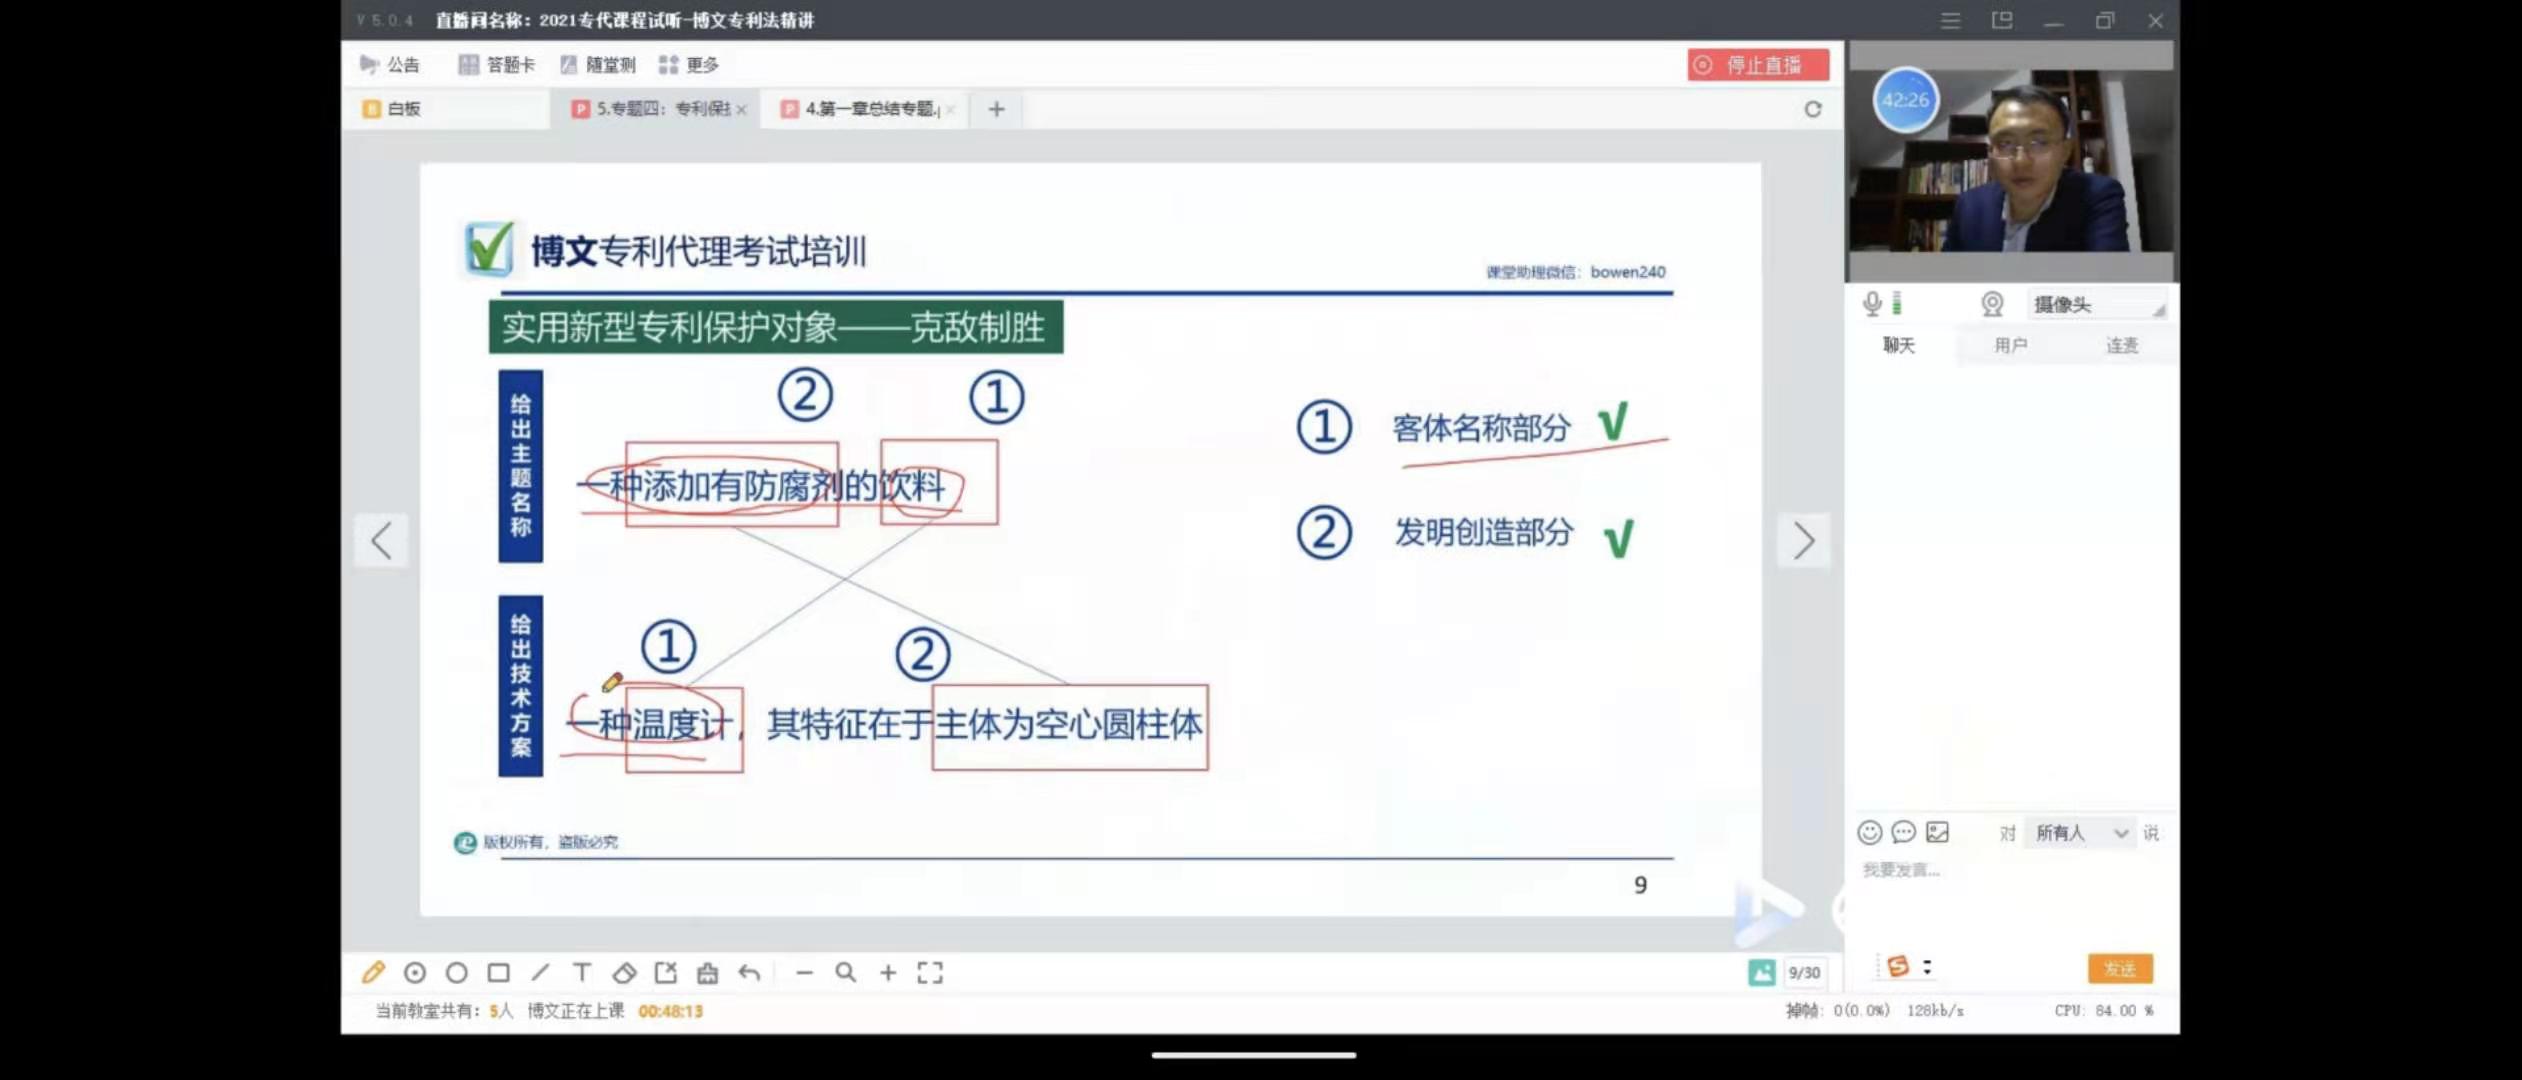 V 5.0.4 直播间名称：2021专代课程试听-博文专利法精讲
公告 答题卡 随堂测 更多
停止直播
白板
5.专题四：专利保
4.第一章总结专题.
42:26
博文专利代理考试培训
课堂助理微信：bowen240
实用新型专利保护对象——克敌制胜
给出主题名称
② ①
一种添加有防腐剂的饮料
① 客体名称部分 √
② 发明创造部分 √
给出技术方案
① ②
一种温度计，其特征在于主体为空心圆柱体
版权所有，盗版必究
9
摄像头
聊天 用户 连麦
对 所有人 说
我要发言...
发送
9/30
当前教室共有：5人 博文正在上课 00:48:13
掉帧：0(0.0%) 128kb/s CPU: 84.00 %